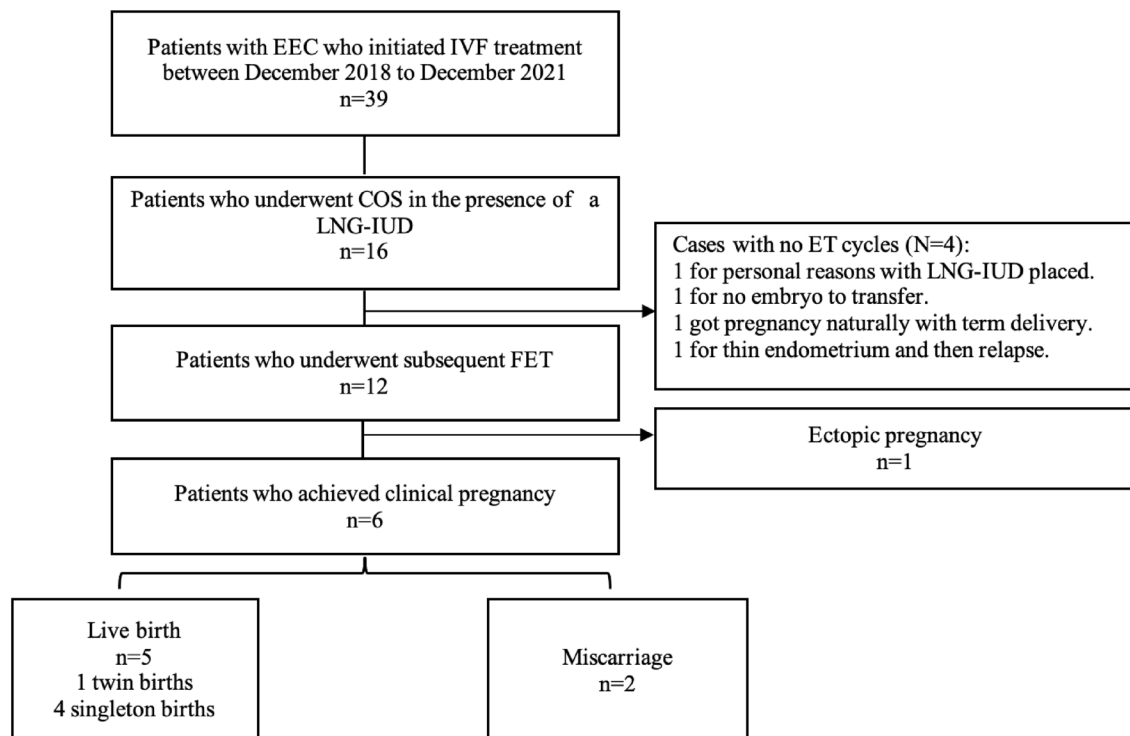 Patients with EEC who initiated IVF treatment
between December 2018 to December 2021
n=39
Patients who underwent COS in the presence of a
LNG-IUD
n=16
Cases with no ET cycles (N=4):
1 for personal reasons with LNG-IUD placed.
1 for no embryo to transfer.
1 got pregnancy naturally with term delivery.
1 for thin endometrium and then relapse.
Patients who underwent subsequent FET
n=12
Ectopic pregnancy
n=1
Patients who achieved clinical pregnancy
n=6
Live birth
n=5
1 twin births
4 singleton births
Miscarriage
n=2